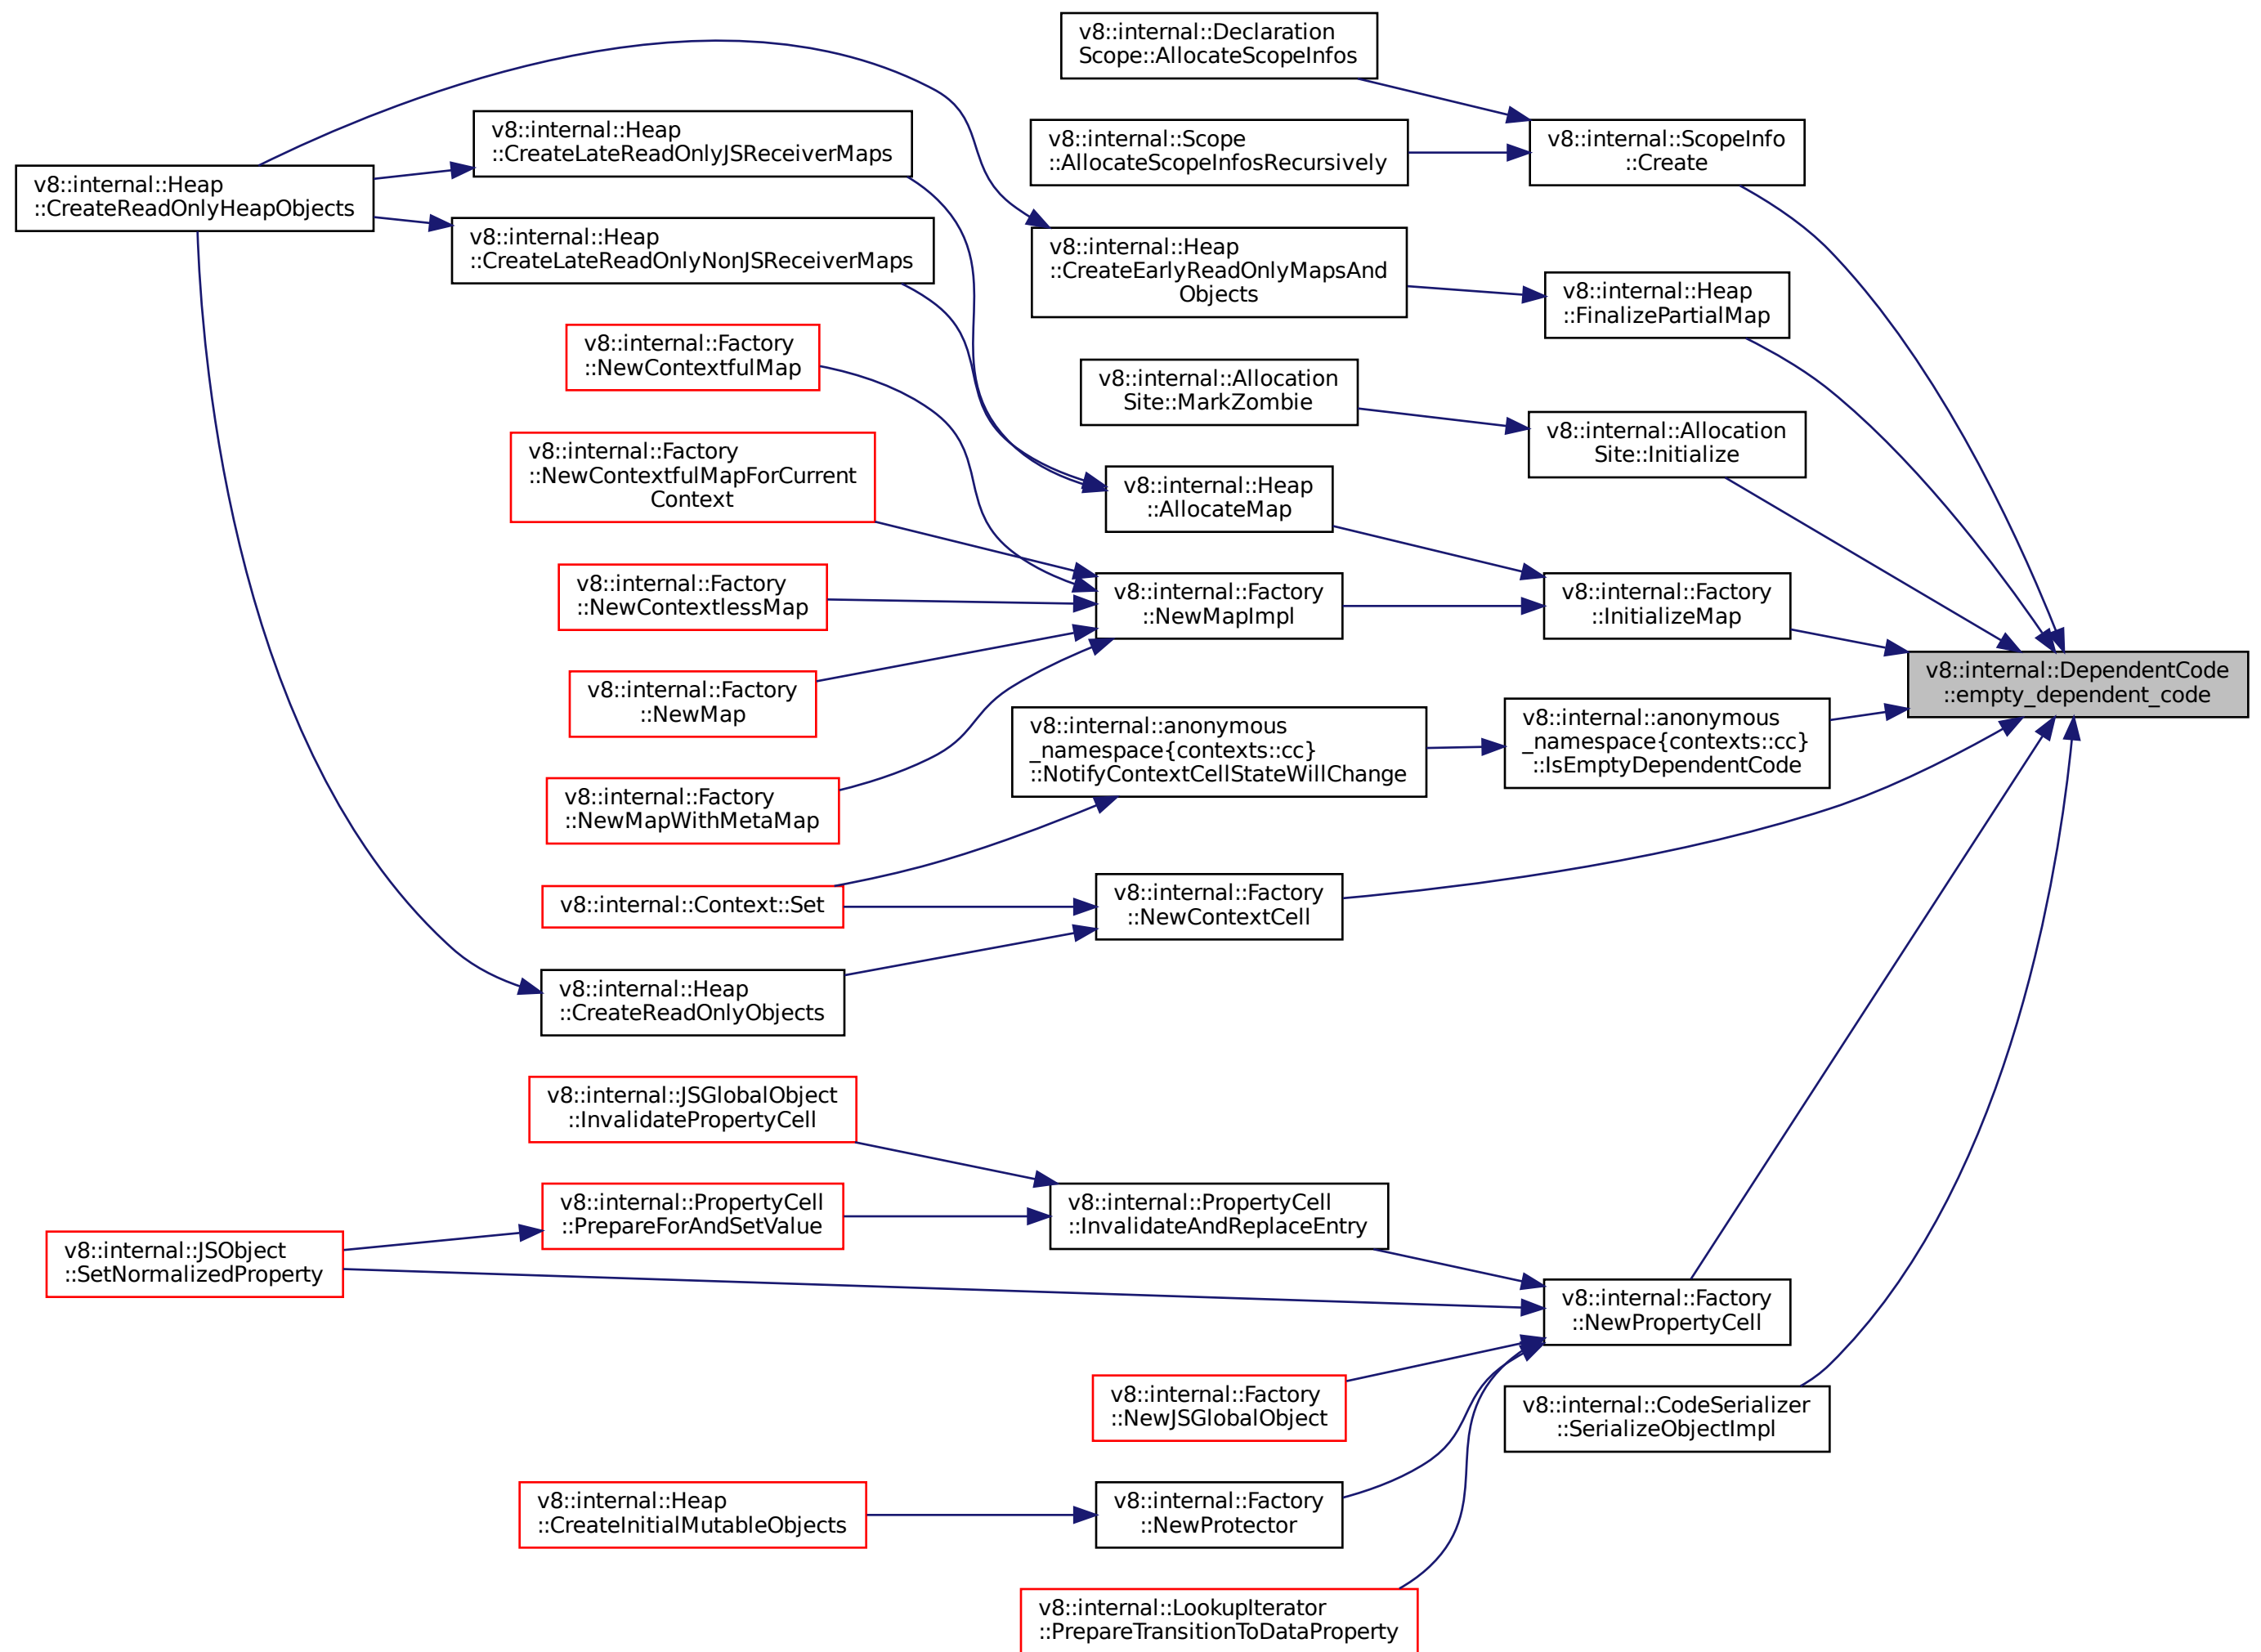 v8::internal::Declaration
Scope::AllocateScopeInfos
v8::internal::Heap
::CreateLateReadOnlyJSReceiverMaps
v8::internal::Scope
::AllocateScopeInfosRecursively
v8::internal::ScopeInfo
::Create
v8::internal::Heap
::CreateReadOnlyHeapObjects
v8::internal::Heap
::CreateLateReadOnlyNonJSReceiverMaps
v8::internal::Heap
::CreateEarlyReadOnlyMapsAnd
Objects
v8::internal::Heap
::FinalizePartialMap
v8::internal::Factory
::NewContextfulMap
v8::internal::Allocation
Site::MarkZombie
v8::internal::Allocation
Site::Initialize
v8::internal::Factory
::NewContextfulMapForCurrent
Context
v8::internal::Heap
::AllocateMap
v8::internal::Factory
::NewContextlessMap
v8::internal::Factory
::NewMapImpl
v8::internal::Factory
::InitializeMap
v8::internal::DependentCode
::empty_dependent_code
v8::internal::Factory
::NewMap
v8::internal::anonymous
_namespace{contexts::cc}
::NotifyContextCellStateWillChange
v8::internal::anonymous
_namespace{contexts::cc}
::IsEmptyDependentCode
v8::internal::Factory
::NewMapWithMetaMap
v8::internal::Context::Set
v8::internal::Factory
::NewContextCell
v8::internal::Heap
::CreateReadOnlyObjects
v8::internal::JSGlobalObject
::InvalidatePropertyCell
v8::internal::PropertyCell
::PrepareForAndSetValue
v8::internal::PropertyCell
::InvalidateAndReplaceEntry
v8::internal::JSObject
::SetNormalizedProperty
v8::internal::Factory
::NewPropertyCell
v8::internal::Factory
::NewJSGlobalObject
v8::internal::CodeSerializer
::SerializeObjectImpl
v8::internal::Heap
::CreateInitialMutableObjects
v8::internal::Factory
::NewProtector
v8::internal::LookupIterator
::PrepareTransitionToDataProperty